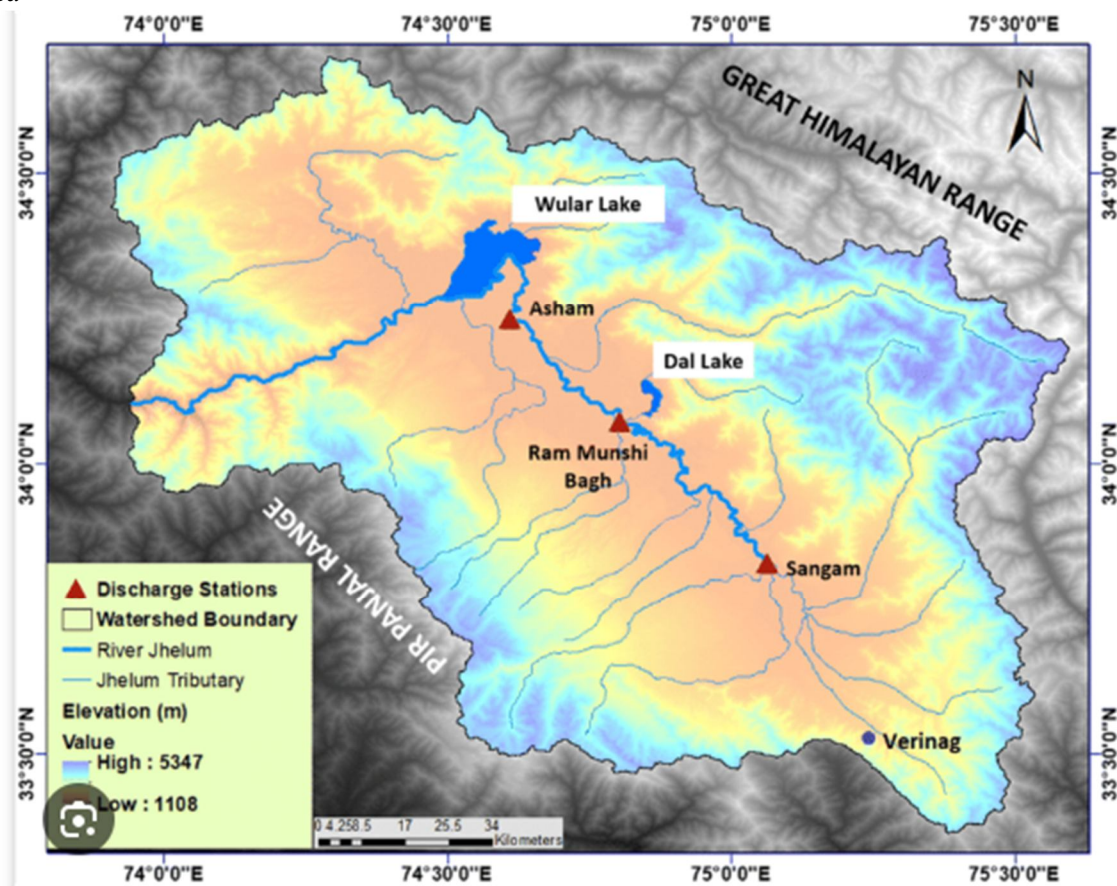 74°0'0"E 74°30'0"E 75°0'0"E 75°30'0"E
GREAT HIMALAYAN RANGE
N
34°30'0"N
34°30'0"N
Wular Lake
Asham
Dal Lake
Ram Munshi
Bagh
34°0'0"N
34°0'0"N
PIR PANJAL RANGE
Sangam
Verinag
33°30'0"N
33°30'0"N
Discharge Stations
Watershed Boundary
River Jhelum
Jhelum Tributary
Elevation (m)
Value
High : 5347
Low : 1108
0 4.258.5 17 25.5 34
Kilometers
74°0'0"E 74°30'0"E 75°0'0"E 75°30'0"E